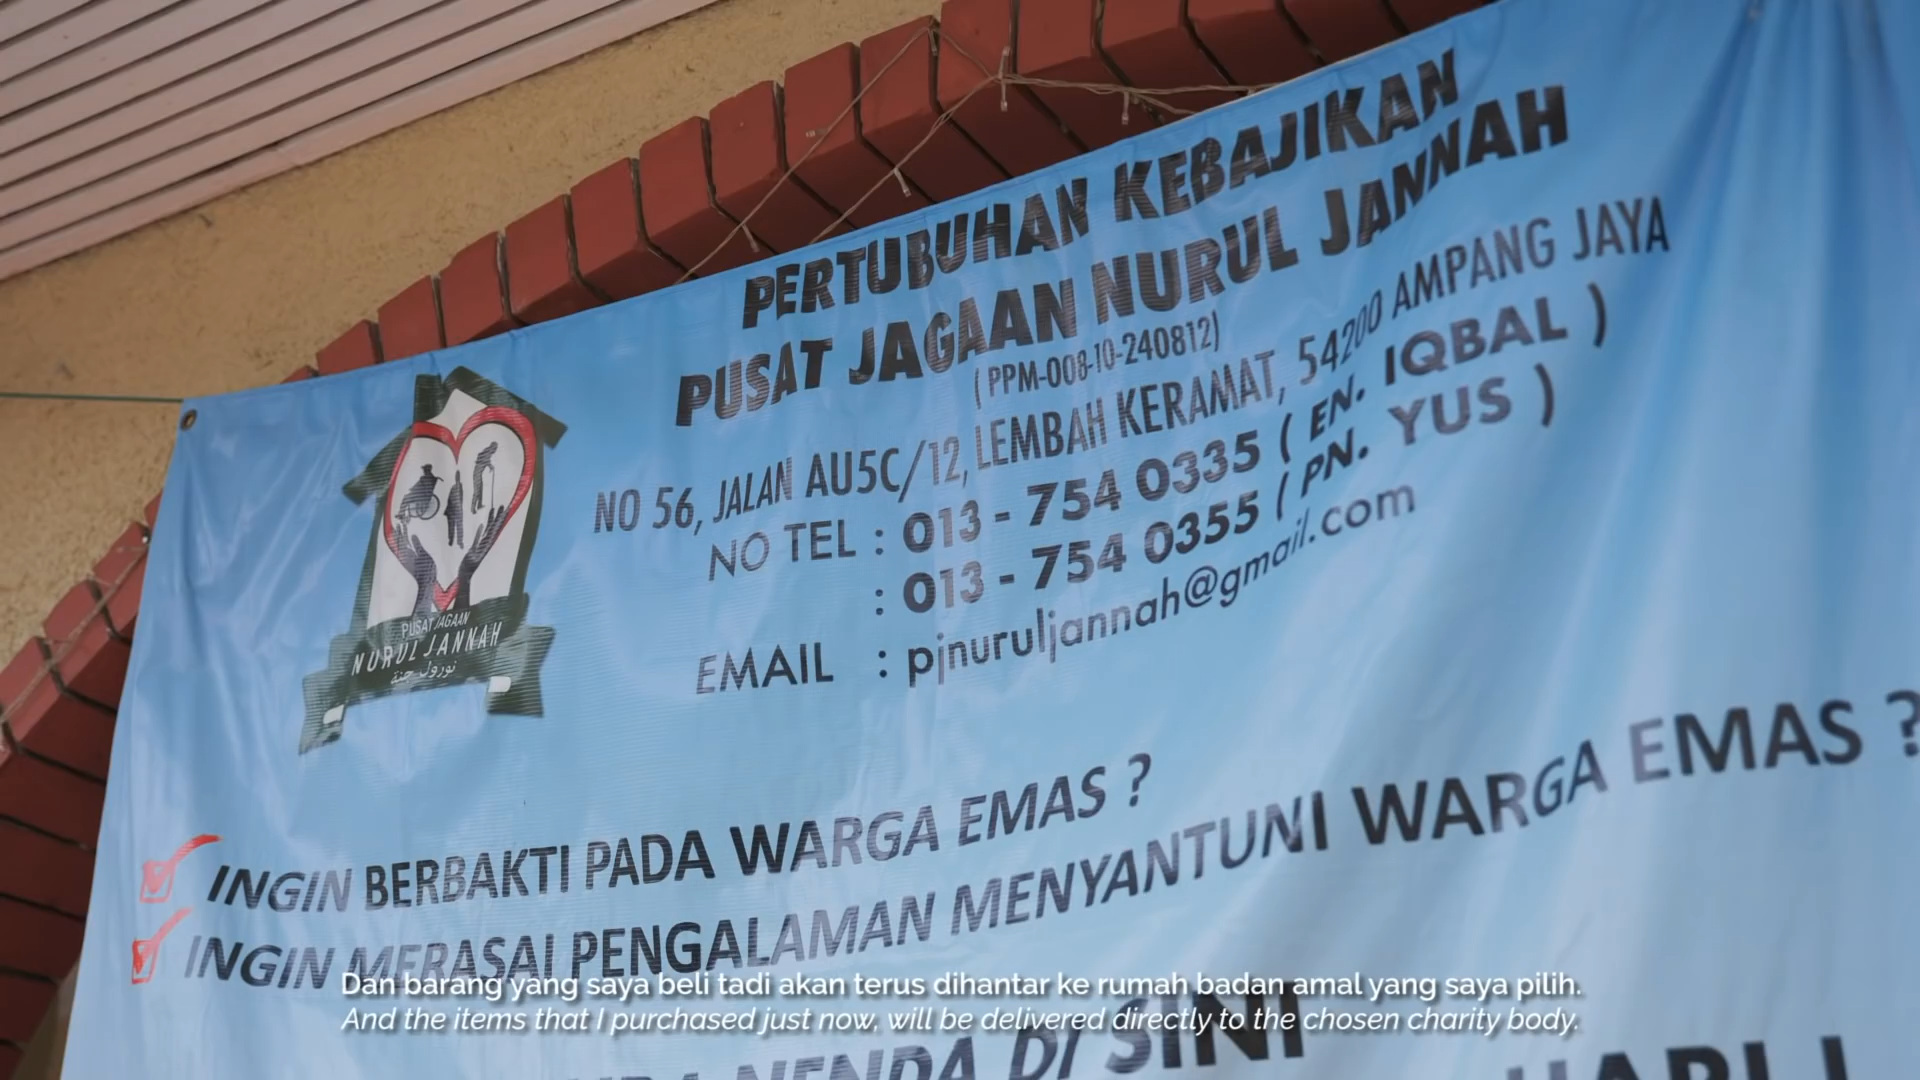 PERTUBUHAN KEBAJIKAN
PUSAT JAGAAN NURUL JANNAH
( PPM-008-10-240812)
NO 56, JALAN AU5C/12, LEMBAH KERAMAT, 54200 AMPANG JAYA
NO TEL : 013 - 754 0335 ( EN. IQBAL )
: 013 - 754 0355 ( PN. YUS )
EMAIL : pjnuruljannah@gmail.com
PUSAT JAGAAN
NURUL JANNAH
نورول جنة
INGIN BERBAKTI PADA WARGA EMAS ?
INGIN MERASAI PENGALAMAN MENYANTUNI WARGA EMAS ?
Dan barang yang saya beli tadi akan terus dihantar ke rumah badan amal yang saya pilih.
And the items that I purchased just now, will be delivered directly to the chosen charity body.
DI SINI